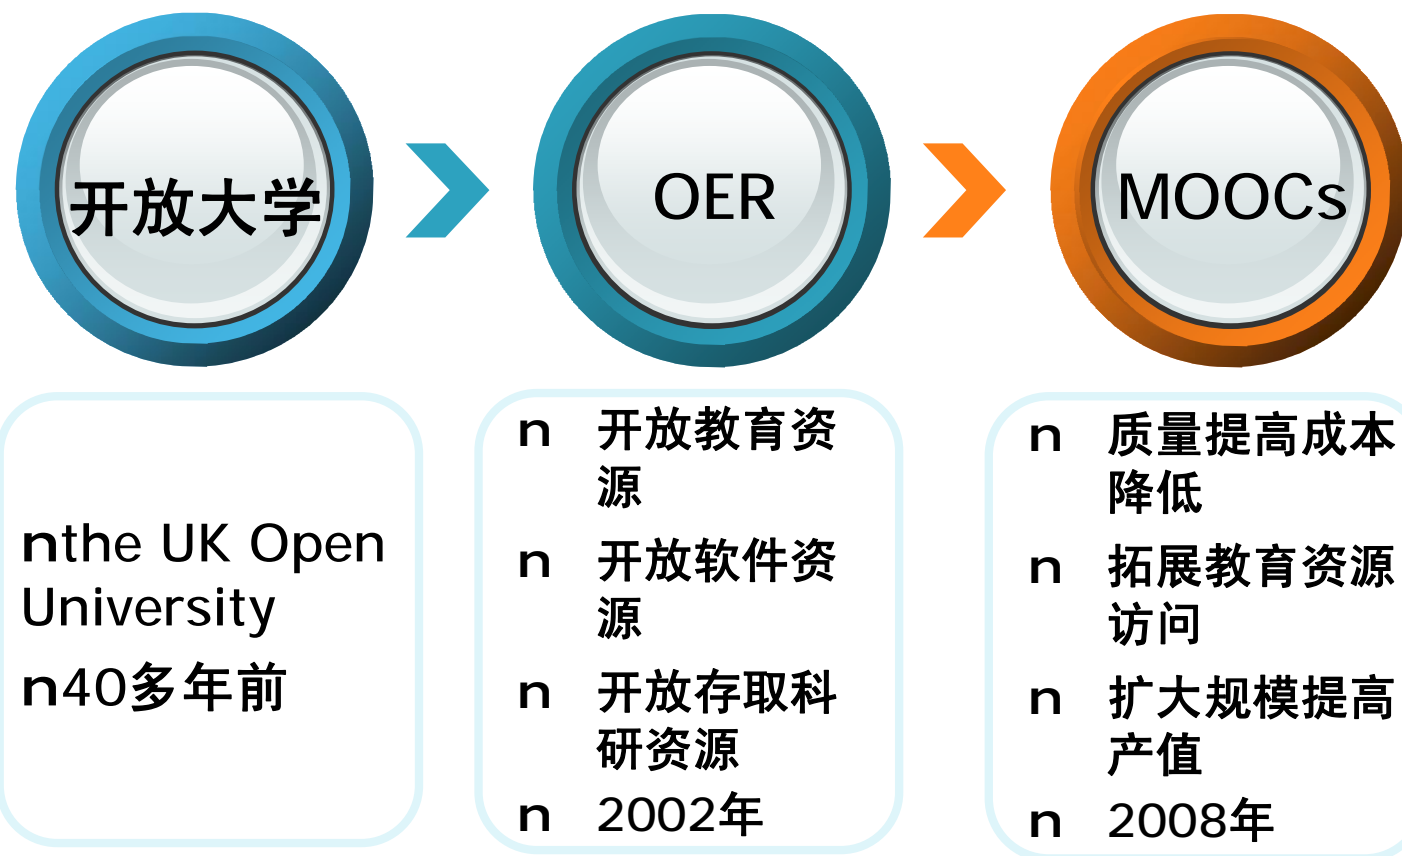 开放大学
OER
MOOCs
nthe UK Open
University
n40多年前
n 开放教育资
源
n 开放软件资
源
n 开放存取科
研资源
n 2002年
n 质量提高成本
降低
n 拓展教育资源
访问
n 扩大规模提高
产值
n 2008年